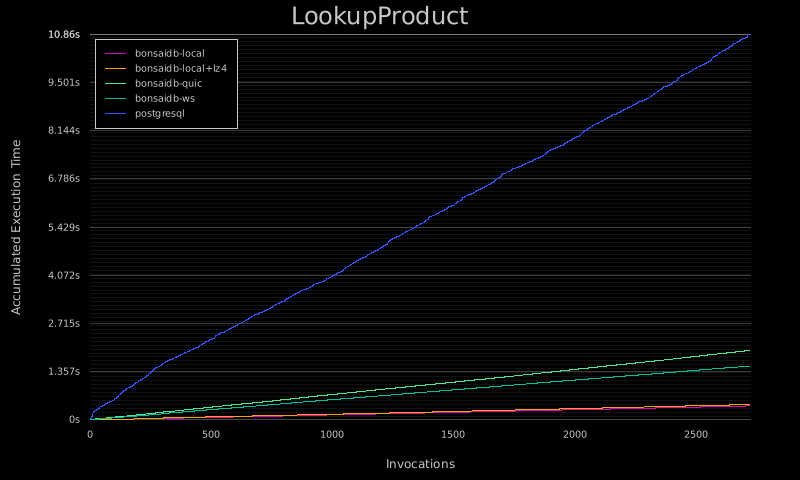 LookupProduct
10.86s
bonsaidb-local
bonsaidb-local+lz4
bonsaidb-quic
bonsaidb-ws
postgresql
9.501s
8.144s
6.786s
5.429s
4.072s
2.715s
1.357s
0s
Accumulated Execution Time
0 500 1000 1500 2000 2500
Invocations